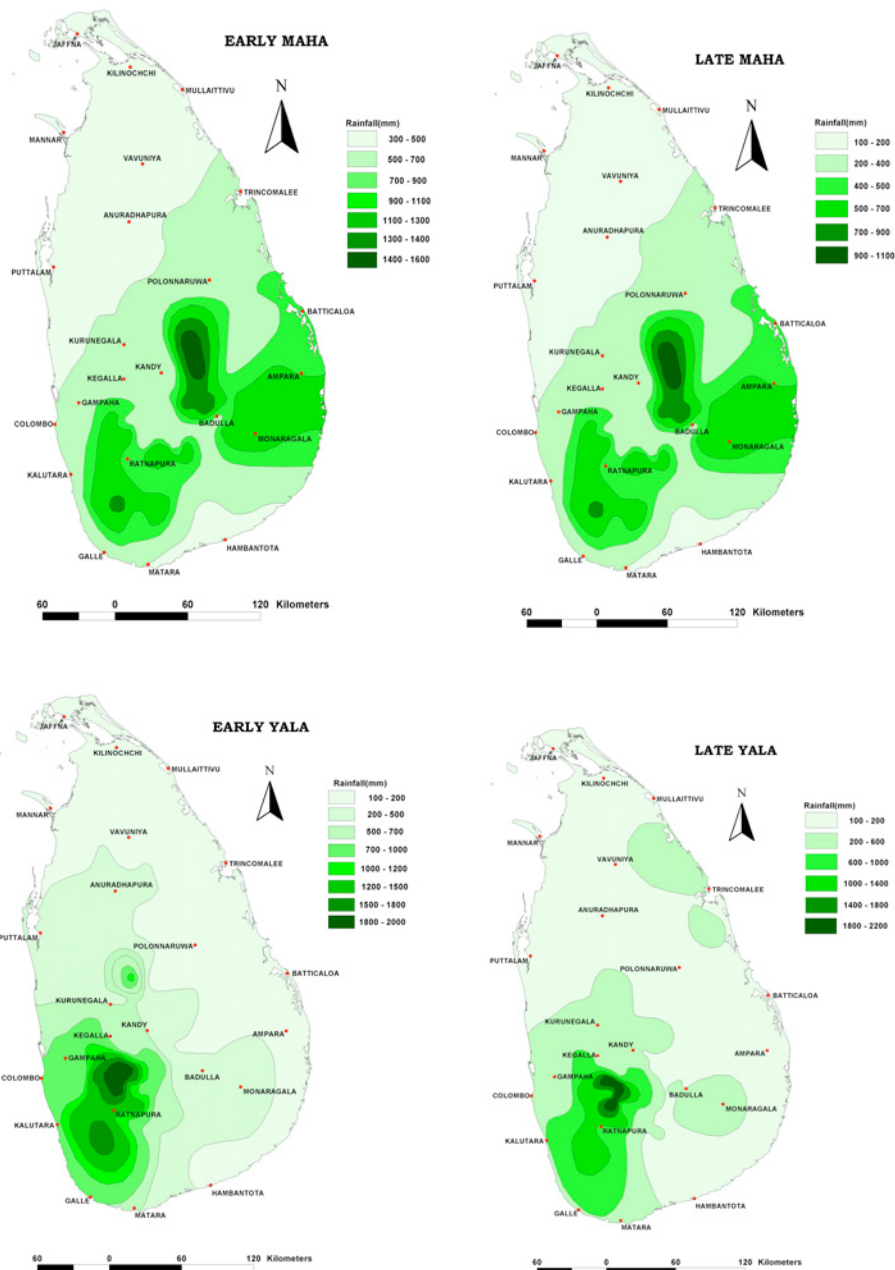 EARLY MAHA
N
Rainfall(mm)
300 - 500
500 - 700
700 - 900
900 - 1100
1100 - 1300
1300 - 1400
1400 - 1600
JAFFNA
KILINOCHCHI
MULLAITTIVU
MANNAR
VAVUNIYA
TRINCOMALEE
ANURADHAPURA
PUTTALAM
POLONNARUWA
BATTICALOA
KURUNEGALA
KANDY
KEGALLA
AMPARA
GAMPAHA
BADULLA
COLOMBO
MONARAGALA
RATNAPURA
KALUTARA
HAMBANTOTA
GALLE
MATARA
60 0 60 120 Kilometers
LATE MAHA
N
Rainfall(mm)
100 - 200
200 - 400
400 - 500
500 - 700
700 - 900
900 - 1100
JAFFNA
KILINOCHCHI
MULLAITTIVU
MANNAR
VAVUNIYA
TRINCOMALEE
ANURADHAPURA
PUTTALAM
POLONNARUWA
BATTICALOA
KURUNEGALA
KANDY
KEGALLA
AMPARA
GAMPAHA
BADULLA
COLOMBO
MONARAGALA
RATNAPURA
KALUTARA
HAMBANTOTA
GALLE
MATARA
60 0 60 120 Kilometers
EARLY YALA
N
Rainfall(mm)
100 - 200
200 - 500
500 - 700
700 - 1000
1000 - 1200
1200 - 1500
1500 - 1800
1800 - 2000
JAFFNA
KILINOCHCHI
MULLAITTIVU
MANNAR
VAVUNIYA
TRINCOMALEE
ANURADHAPURA
PUTTALAM
POLONNARUWA
BATTICALOA
KURUNEGALA
KANDY
KEGALLA
AMPARA
GAMPAHA
BADULLA
COLOMBO
MONARAGALA
RATNAPURA
KALUTARA
HAMBANTOTA
GALLE
MATARA
60 0 60 120 Kilometers
LATE YALA
N
Rainfall(mm)
100 - 200
200 - 600
600 - 1000
1000 - 1400
1400 - 1800
1800 - 2200
JAFFNA
KILINOCHCHI
MULLAITTIVU
MANNAR
VAVUNIYA
TRINCOMALEE
ANURADHAPURA
PUTTALAM
POLONNARUWA
BATTICALOA
KURUNEGALA
KANDY
KEGALLA
AMPARA
GAMPAHA
BADULLA
COLOMBO
MONARAGALA
RATNAPURA
KALUTARA
HAMBANTOTA
GALLE
MATARA
60 0 60 120 Kilometers